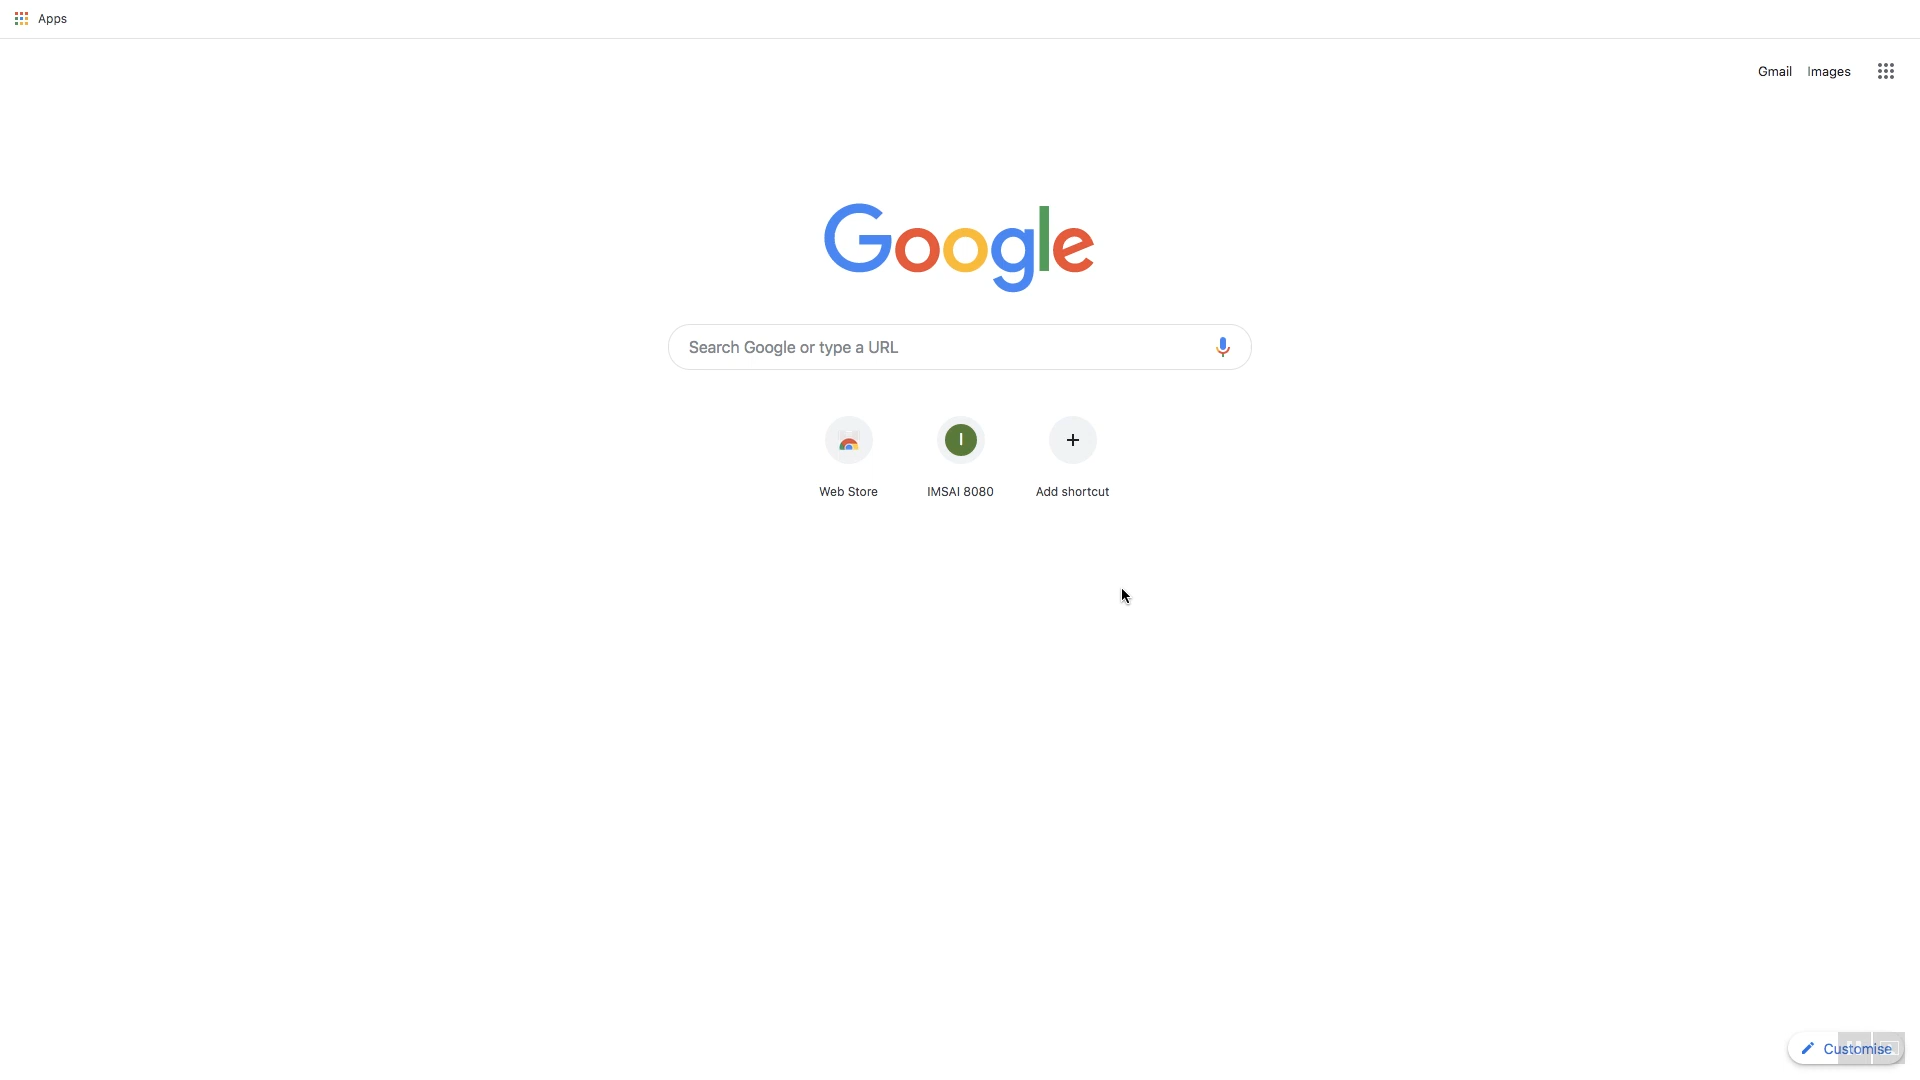 Apps
Gmail Images
Google
Search Google or type a URL
I
Web Store IMSAI 8080 Add shortcut
Customise